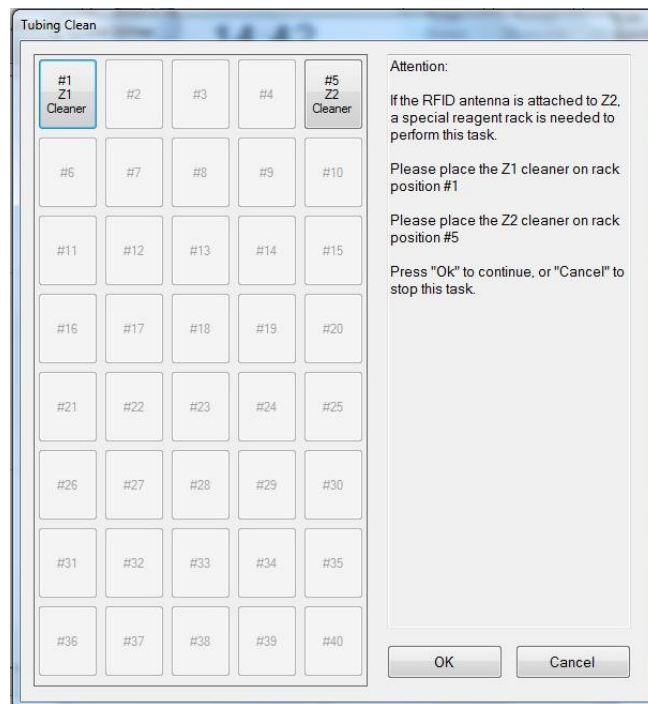 Tubing Clean
#1
Z1
Cleaner
#2
#3
#4
#5
Z2
Cleaner
#6
#7
#8
#9
#10
#11
#12
#13
#14
#15
#16
#17
#18
#19
#20
#21
#22
#23
#24
#25
#26
#27
#28
#29
#30
#31
#32
#33
#34
#35
#36
#37
#38
#39
#40
Attention:
If the RFID antenna is attached to Z2,
a special reagent rack is needed to
perform this task.
Please place the Z1 cleaner on rack
position #1
Please place the Z2 cleaner on rack
position #5
Press "Ok" to continue, or "Cancel" to
stop this task.
OK
Cancel